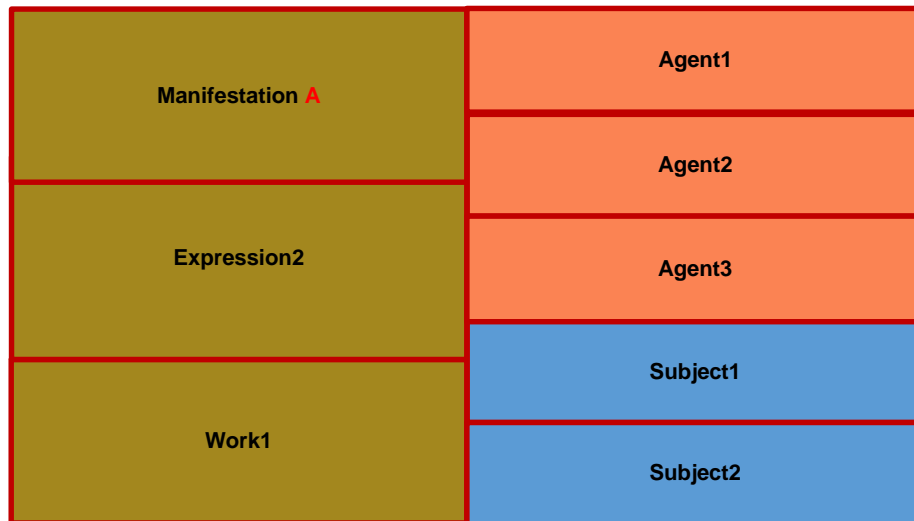 Manifestation A
Expression2
Work1
Agent1
Agent2
Agent3
Subject1
Subject2